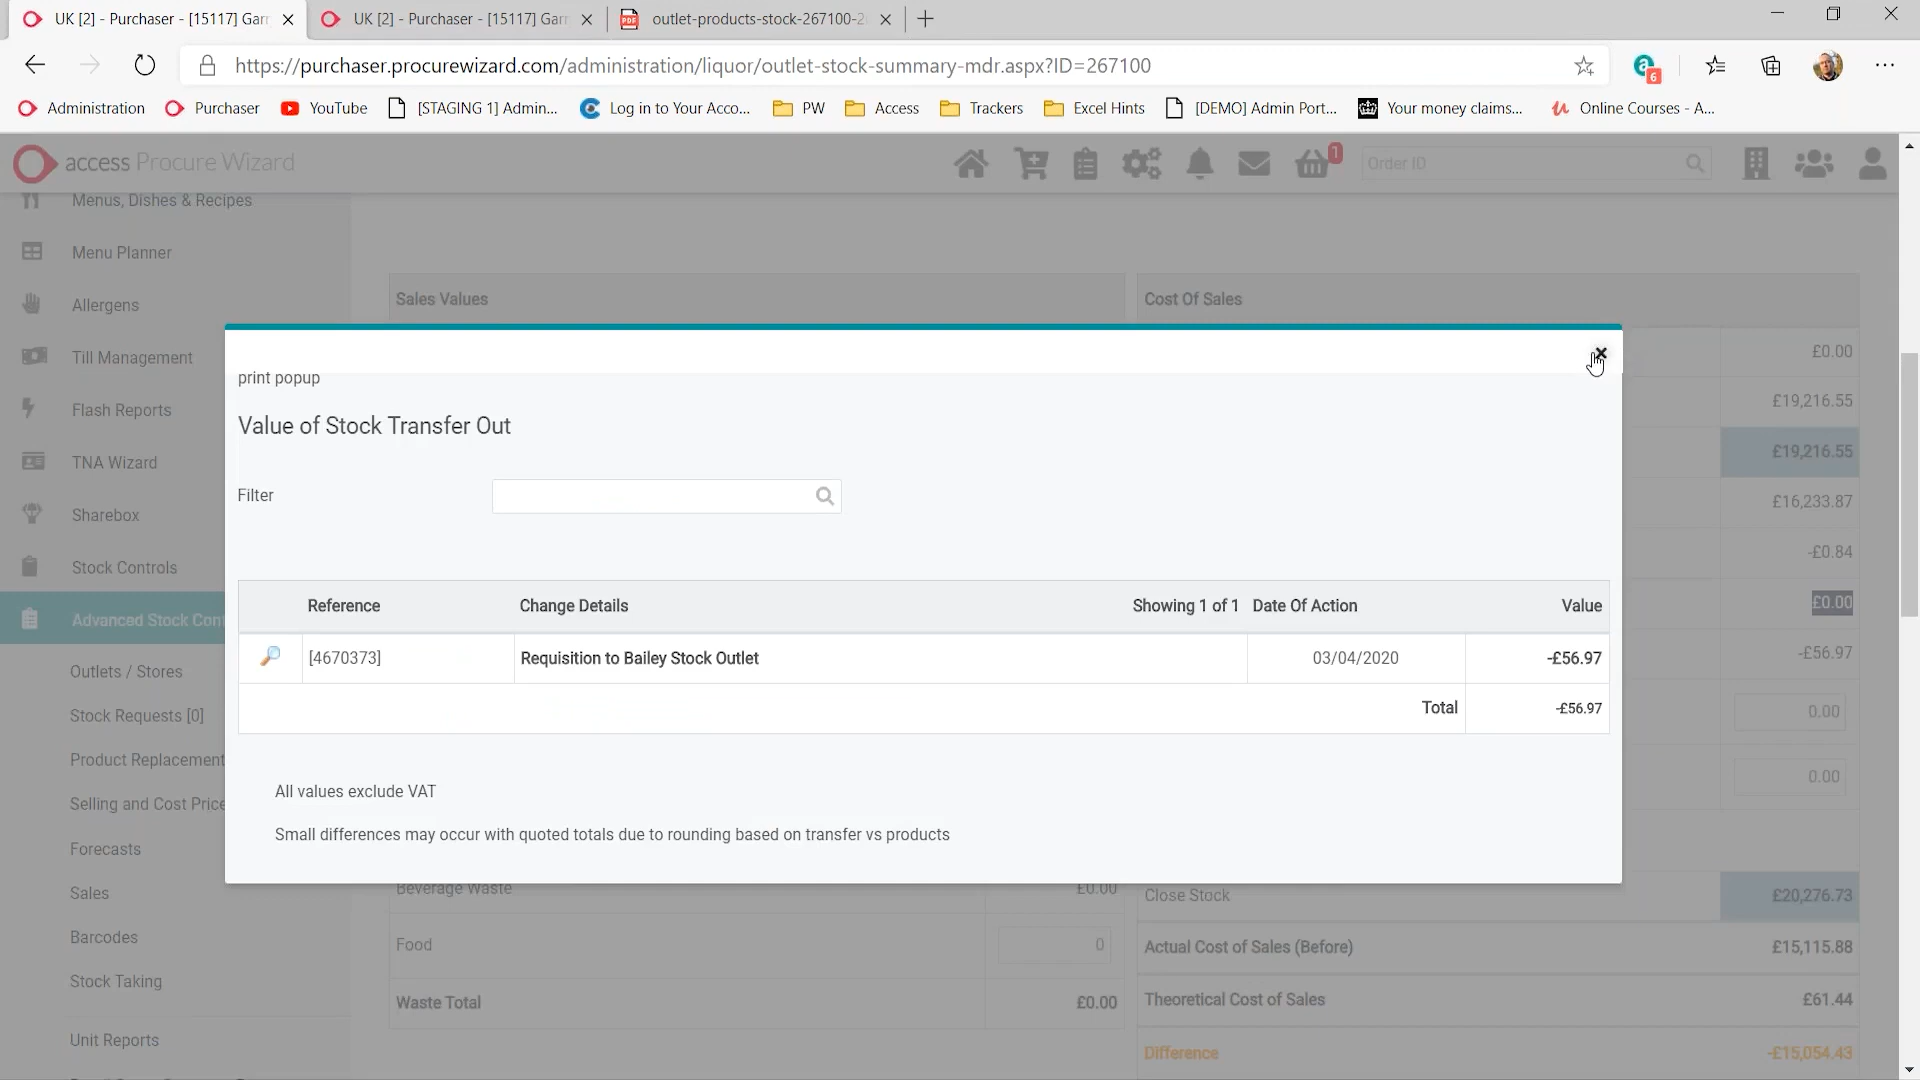 UK [2] - Purchaser - [15117] Garr
UK [2] - Purchaser - [15117] Garr
PDF
outlet-products-stock-267100-2
https://purchaser.procurewizard.com/administration/liquor/outlet-stock-summary-mdr.aspx?ID=267100
6
Administration
Purchaser
YouTube
[STAGING 1] Admin...
Log in to Your Acco...
PW
Access
Trackers
Excel Hints
[DEMO] Admin Port...
Your money claims...
Online Courses - A...
access Procure Wizard
1
Order ID
Menus, Dishes & Recipes
Menu Planner
Allergens
Till Management
Flash Reports
TNA Wizard
Sharebox
Stock Controls
Advanced Stock Cont
Outlets / Stores
Stock Requests [0]
Product Replacement
Selling and Cost Price
Forecasts
Sales
Barcodes
Stock Taking
Unit Reports
Sales Values
Cost Of Sales
£0.00
£19,216.55
£19,216.55
£16,233.87
-£0.84
£0.00
-£56.97
0.00
0.00
print popup
Value of Stock Transfer Out
Filter
Reference Change Details Showing 1 of 1 Date Of Action Value
[4670373] Requisition to Bailey Stock Outlet 03/04/2020 -£56.97
Total -£56.97
All values exclude VAT
Small differences may occur with quoted totals due to rounding based on transfer vs products
Beverage Waste £0.00
Food 0
Waste Total £0.00
Close Stock £20,276.73
Actual Cost of Sales (Before) £15,115.88
Theoretical Cost of Sales £61.44
Difference -£15,054.43